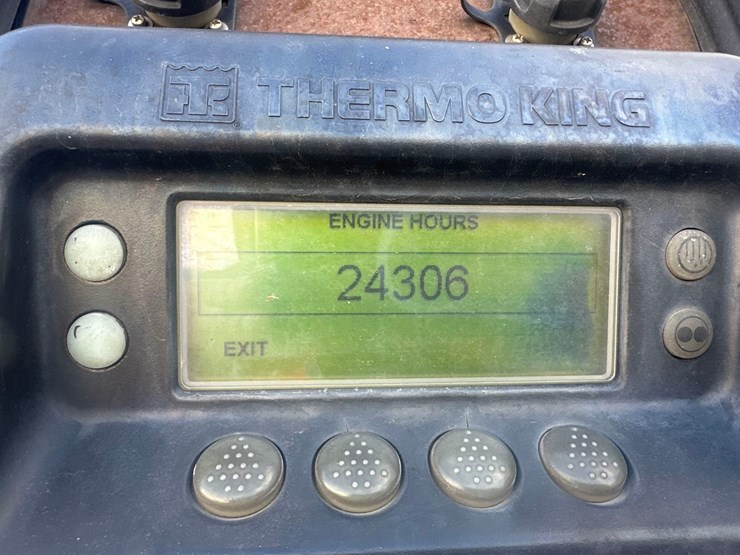 THERMO KING
ENGINE HOURS
24306
EXIT